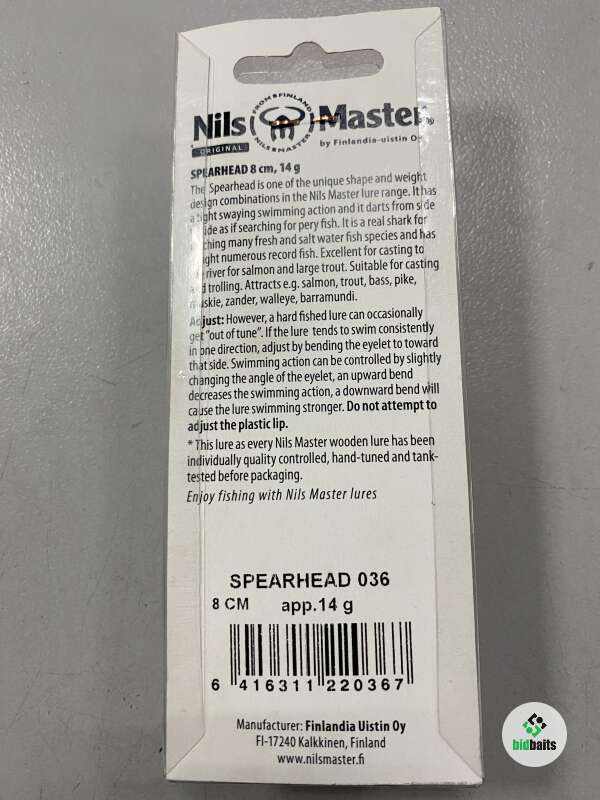 Nils Master®
FROM FINLAND
NILS MASTER
ORIGINAL
by Finlandia-uistin Oy
SPEARHEAD 8 cm, 14 g
The Spearhead is one of the unique shape and weight
design combinations in the Nils Master lure range. It has
a tight swaying swimming action and it darts from side
side as if searching for pery fish. It is a real shark for
ching many fresh and salt water fish species and has
ght numerous record fish. Excellent for casting to
river for salmon and large trout. Suitable for casting
and trolling. Attracts e.g. salmon, trout, bass, pike,
muskie, zander, walleye, barramundi.
Adjust: However, a hard fished lure can occasionally
get "out of tune". If the lure tends to swim consistently
in one direction, adjust by bending the eyelet to toward
that side. Swimming action can be controlled by slightly
changing the angle of the eyelet, an upward bend
decreases the swimming action, a downward bend will
cause the lure swimming stronger. Do not attempt to
adjust the plastic lip.
* This lure as every Nils Master wooden lure has been
individually quality controlled, hand-tuned and tank-
tested before packaging.
Enjoy fishing with Nils Master lures
SPEARHEAD 036
8 CM app.14 g
6 416311 220367
Manufacturer: Finlandia Uistin Oy
FI-17240 Kalkkinen, Finland
www.nilsmaster.fi
bidbaits